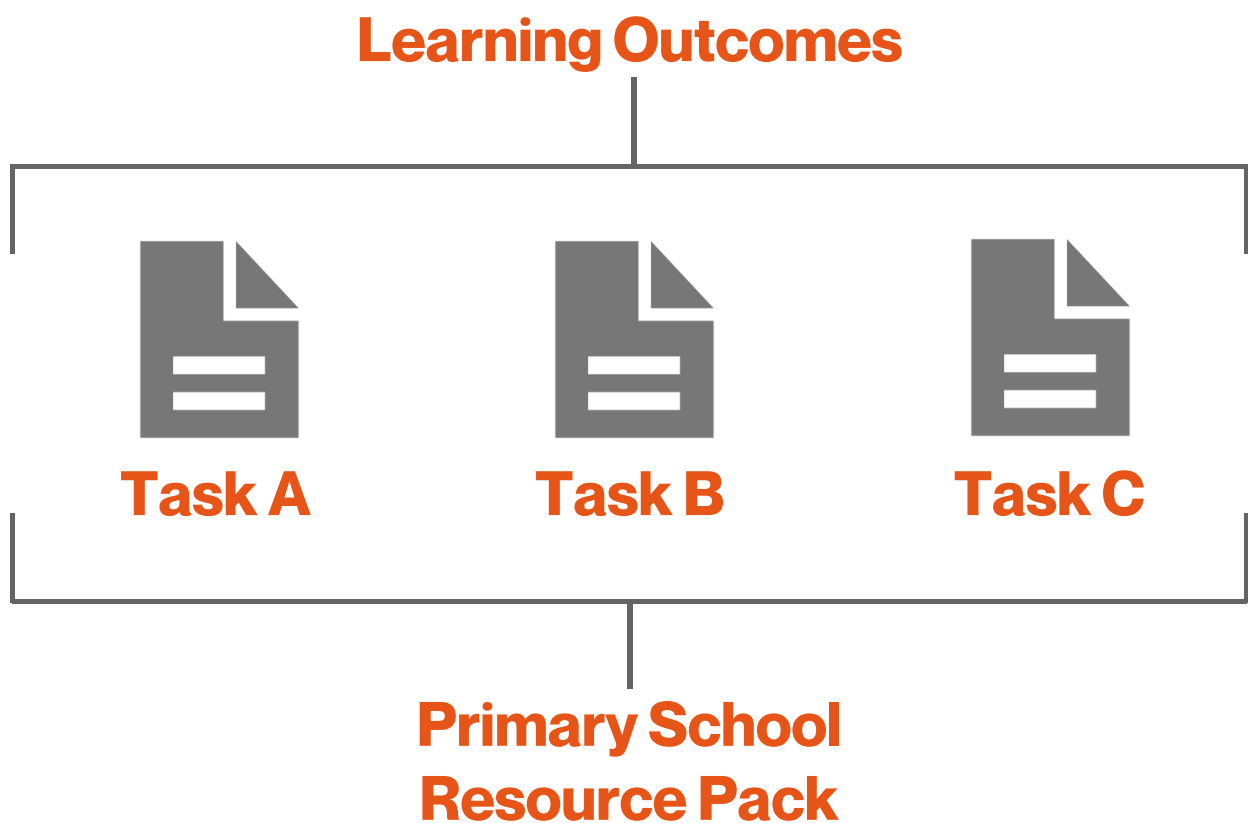 Learning Outcomes
Task A
Task B
Task C
Primary School
Resource Pack